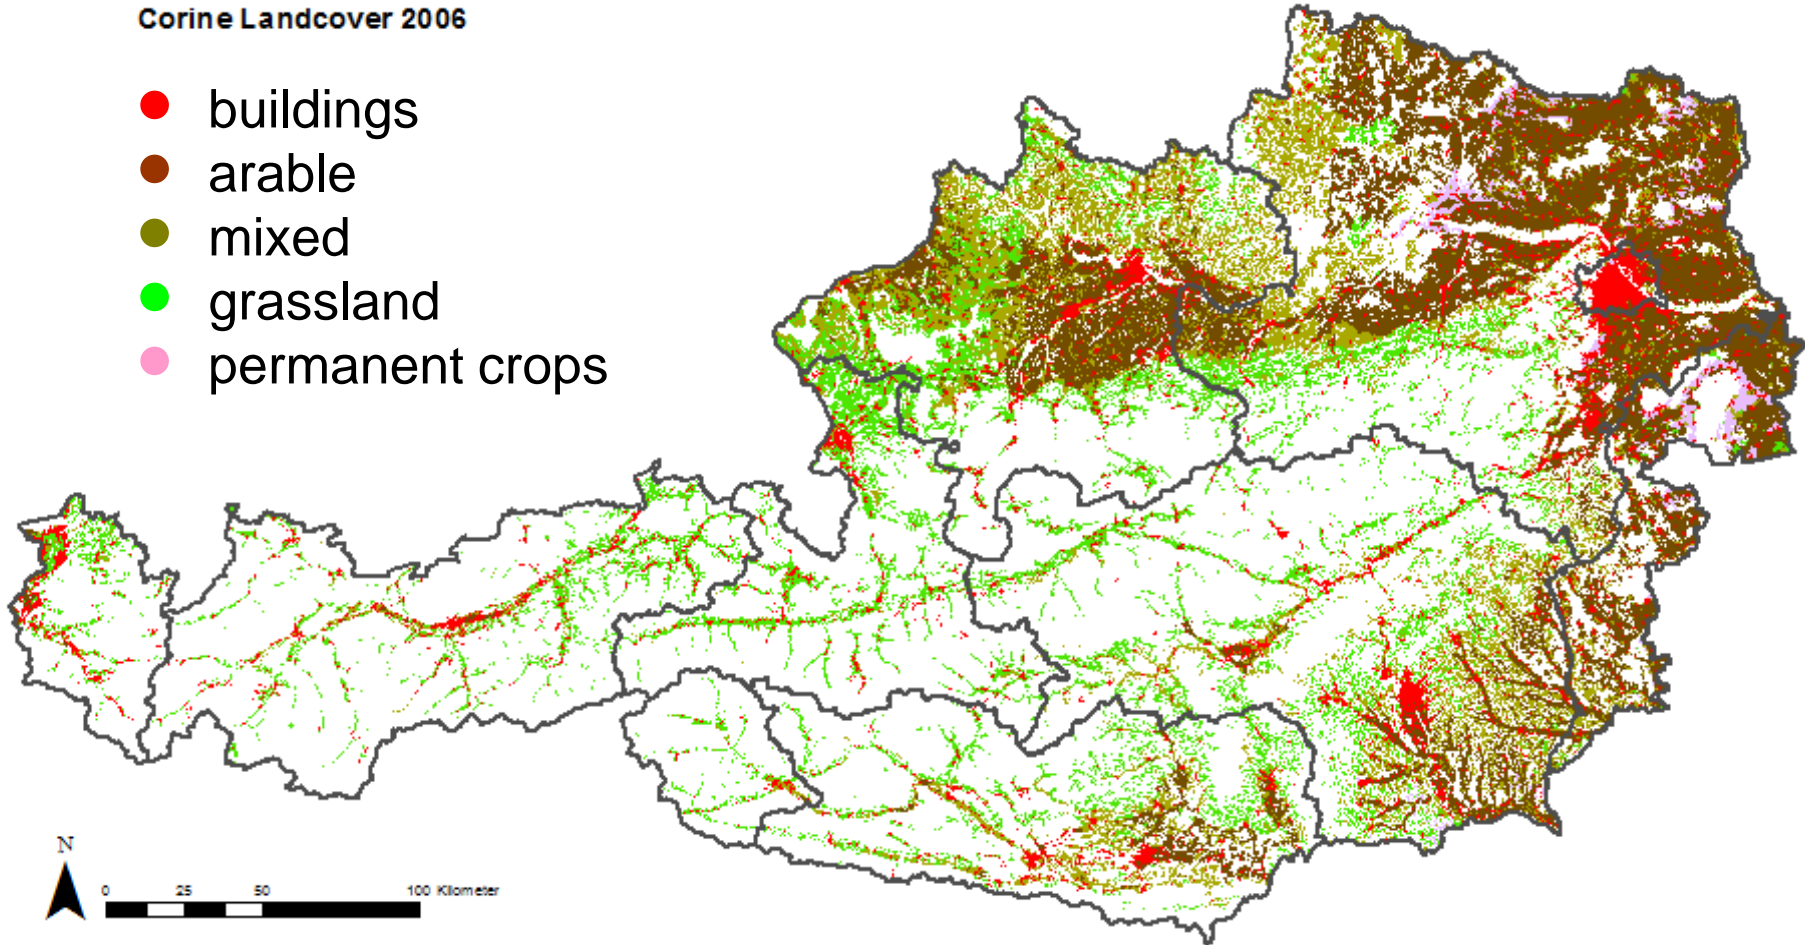 Corine Landcover 2006
buildings
arable
mixed
grassland
permanent crops
N
0 25 50 100 Kilometer